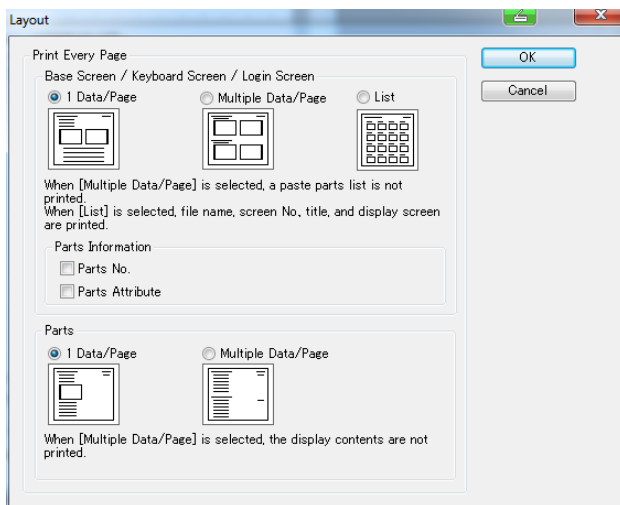 Layout
Print Every Page
Base Screen / Keyboard Screen / Login Screen
1 Data/Page
Multiple Data/Page
List
When [Multiple Data/Page] is selected, a paste parts list is not
printed.
When [List] is selected, file name, screen No., title, and display screen
are printed.
Parts Information
Parts No.
Parts Attribute
Parts
1 Data/Page
Multiple Data/Page
When [Multiple Data/Page] is selected, the display contents are not
printed.
OK
Cancel